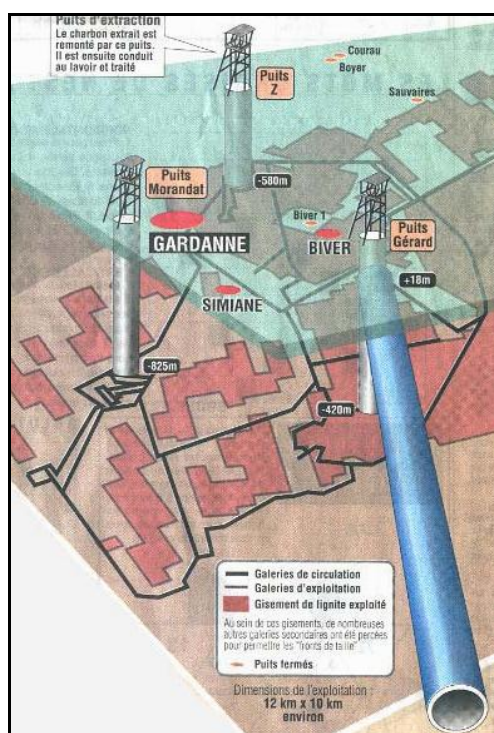 Puits d'extraction
Le charbon extrait est
remonté par ce puits.
Il est ensuite conduit
au lavoir et traité
Puits
Z
Courau
Boyer
Sauvaires
Puits
Morandat
-580m
Biver 1
Puits
Gérard
GARDANNE
BIVER
+18m
SIMIANE
-825m
-420m
Galeries de circulation
Galeries d'exploitation
Gisement de lignite exploité
Au sein de ces gisements, de nombreuses
autres galeries secondaires ont été percées
pour permettre les "fronts de taille"
Puits fermés
Dimensions de l'exploitation :
12 km x 10 km
environ